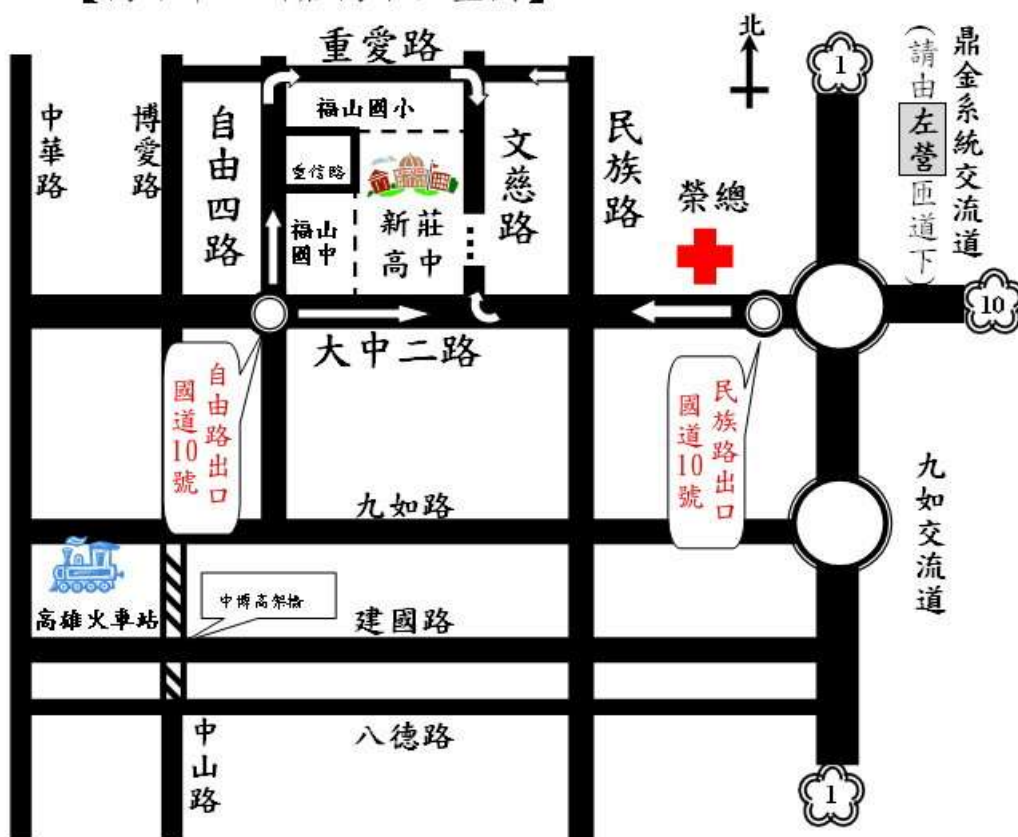 重愛路
北
1
鼎金系統交流道
(請由左營匝道下)
中華路
博愛路
自由四路
福山國小
重信路
福山
國中
新莊
高中
文慈路
民族路
榮總
10
大中二路
自由路出口
國道10號
民族路出口
國道10號
九如路
九如交流道
高雄火車站
中博高架橋
建國路
八德路
中山路
1